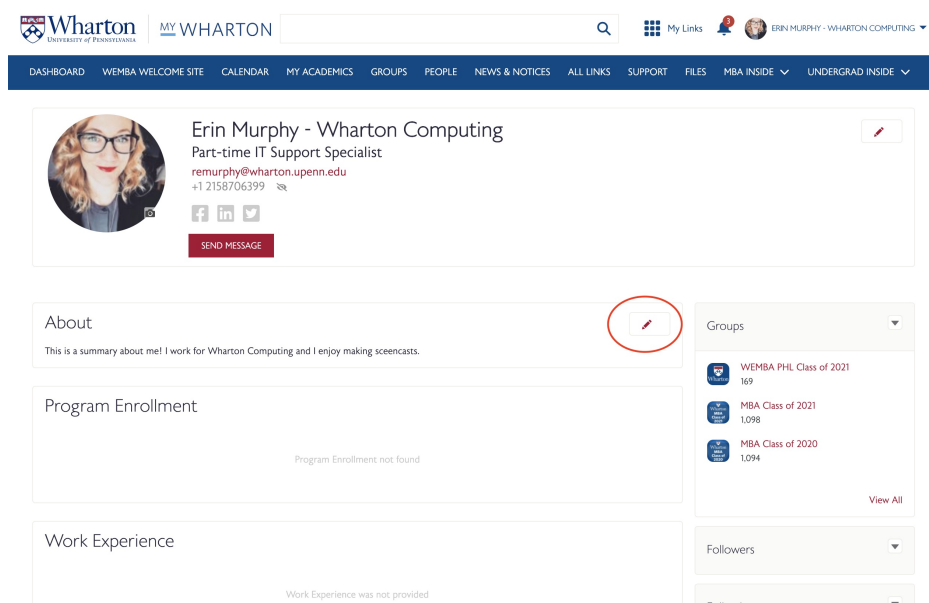 Wharton
UNIVERSITY of PENNSYLVANIA
MY WHARTON
My Links
3
ERIN MURPHY - WHARTON COMPUTING
DASHBOARD WEMBA WELCOME SITE CALENDAR MY ACADEMICS GROUPS PEOPLE NEWS & NOTICES ALL LINKS SUPPORT FILES MBA INSIDE UNDERGRAD INSIDE
Erin Murphy - Wharton Computing
Part-time IT Support Specialist
remurphy@wharton.upenn.edu
+1 2158706399
SEND MESSAGE
About
This is a summary about me! I work for Wharton Computing and I enjoy making sceencasts.
Program Enrollment
Program Enrollment not found
Work Experience
Work Experience was not provided
Groups
Wharton
WEMBA PHL Class of 2021
169
MBA Class of 2021
1,098
MBA Class of 2020
1,094
View All
Followers